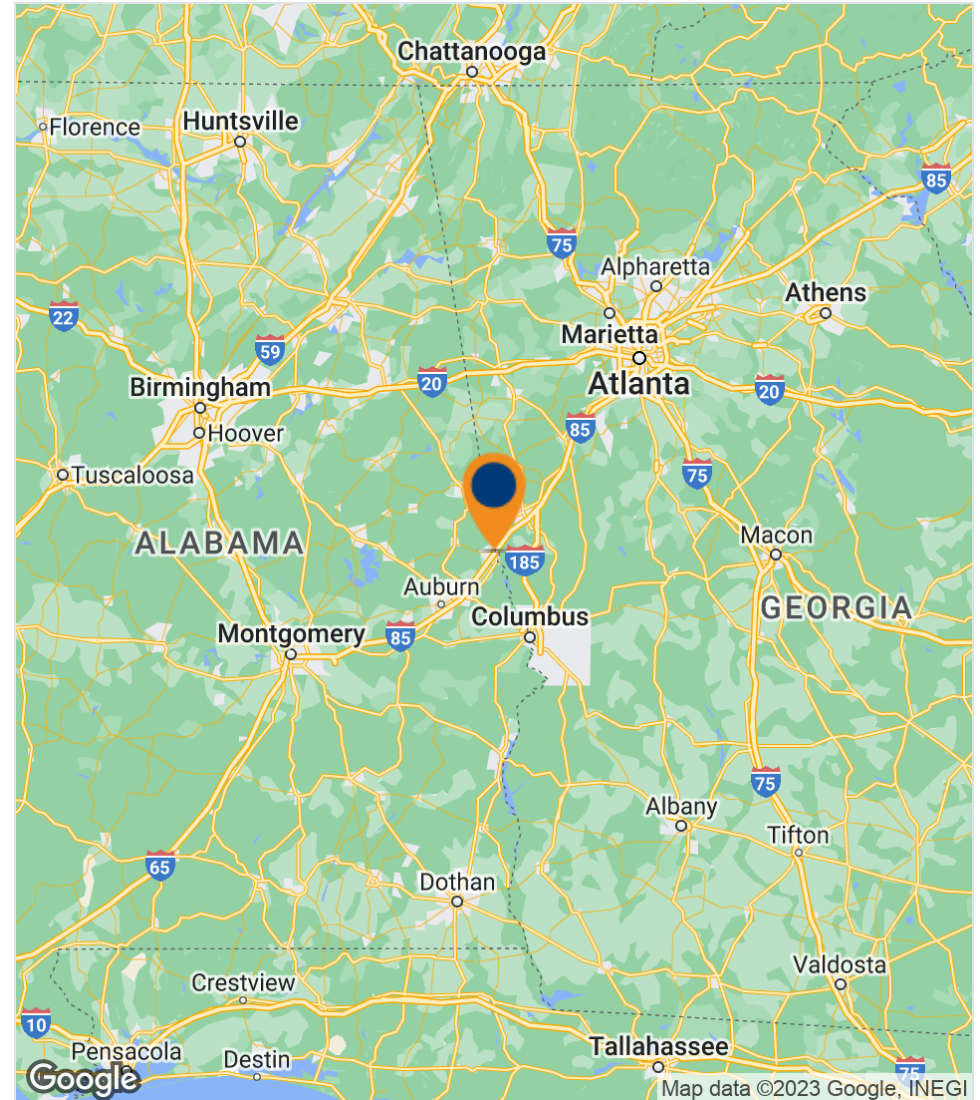 Chattanooga
Florence
Huntsville
85
75
Alpharetta
Athens
22
Marietta
59
Atlanta
20
Birmingham
20
85
Hoover
75
Tuscaloosa
ALABAMA
Macon
185
Auburn
GEORGIA
Columbus
Montgomery
85
75
Albany
Tifton
65
Dothan
Valdosta
Crestview
10
Tallahassee
Pensacola
Destin
75
Google
Map data ©2023 Google, INEGI